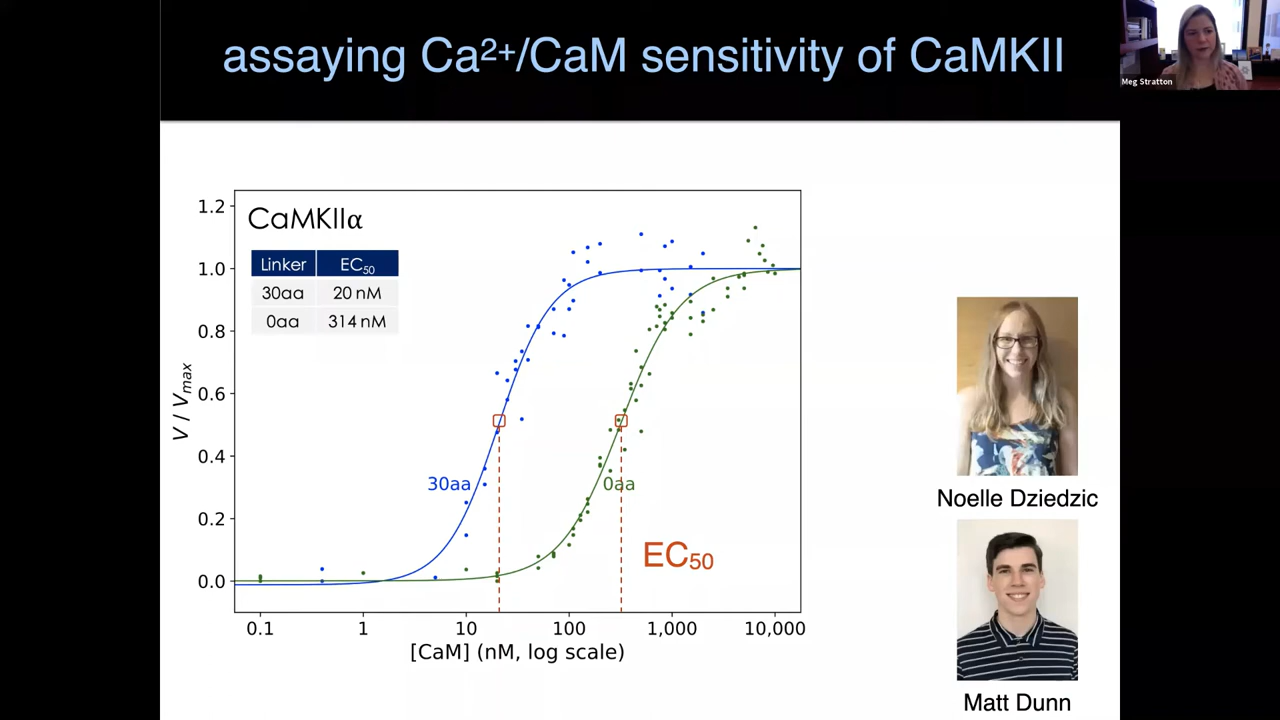 assaying Ca²⁺/CaM sensitivity of CaMKII
Meg Stratton
CaMKIIα
Linker EC₅₀
30aa 20 nM
0aa 314 nM
1.2
1.0
0.8
0.6
0.4
0.2
0.0
V / Vmax
30aa
0aa
EC₅₀
0.1 1 10 100 1,000 10,000
[CaM] (nM, log scale)
Noelle Dziedzic
Matt Dunn